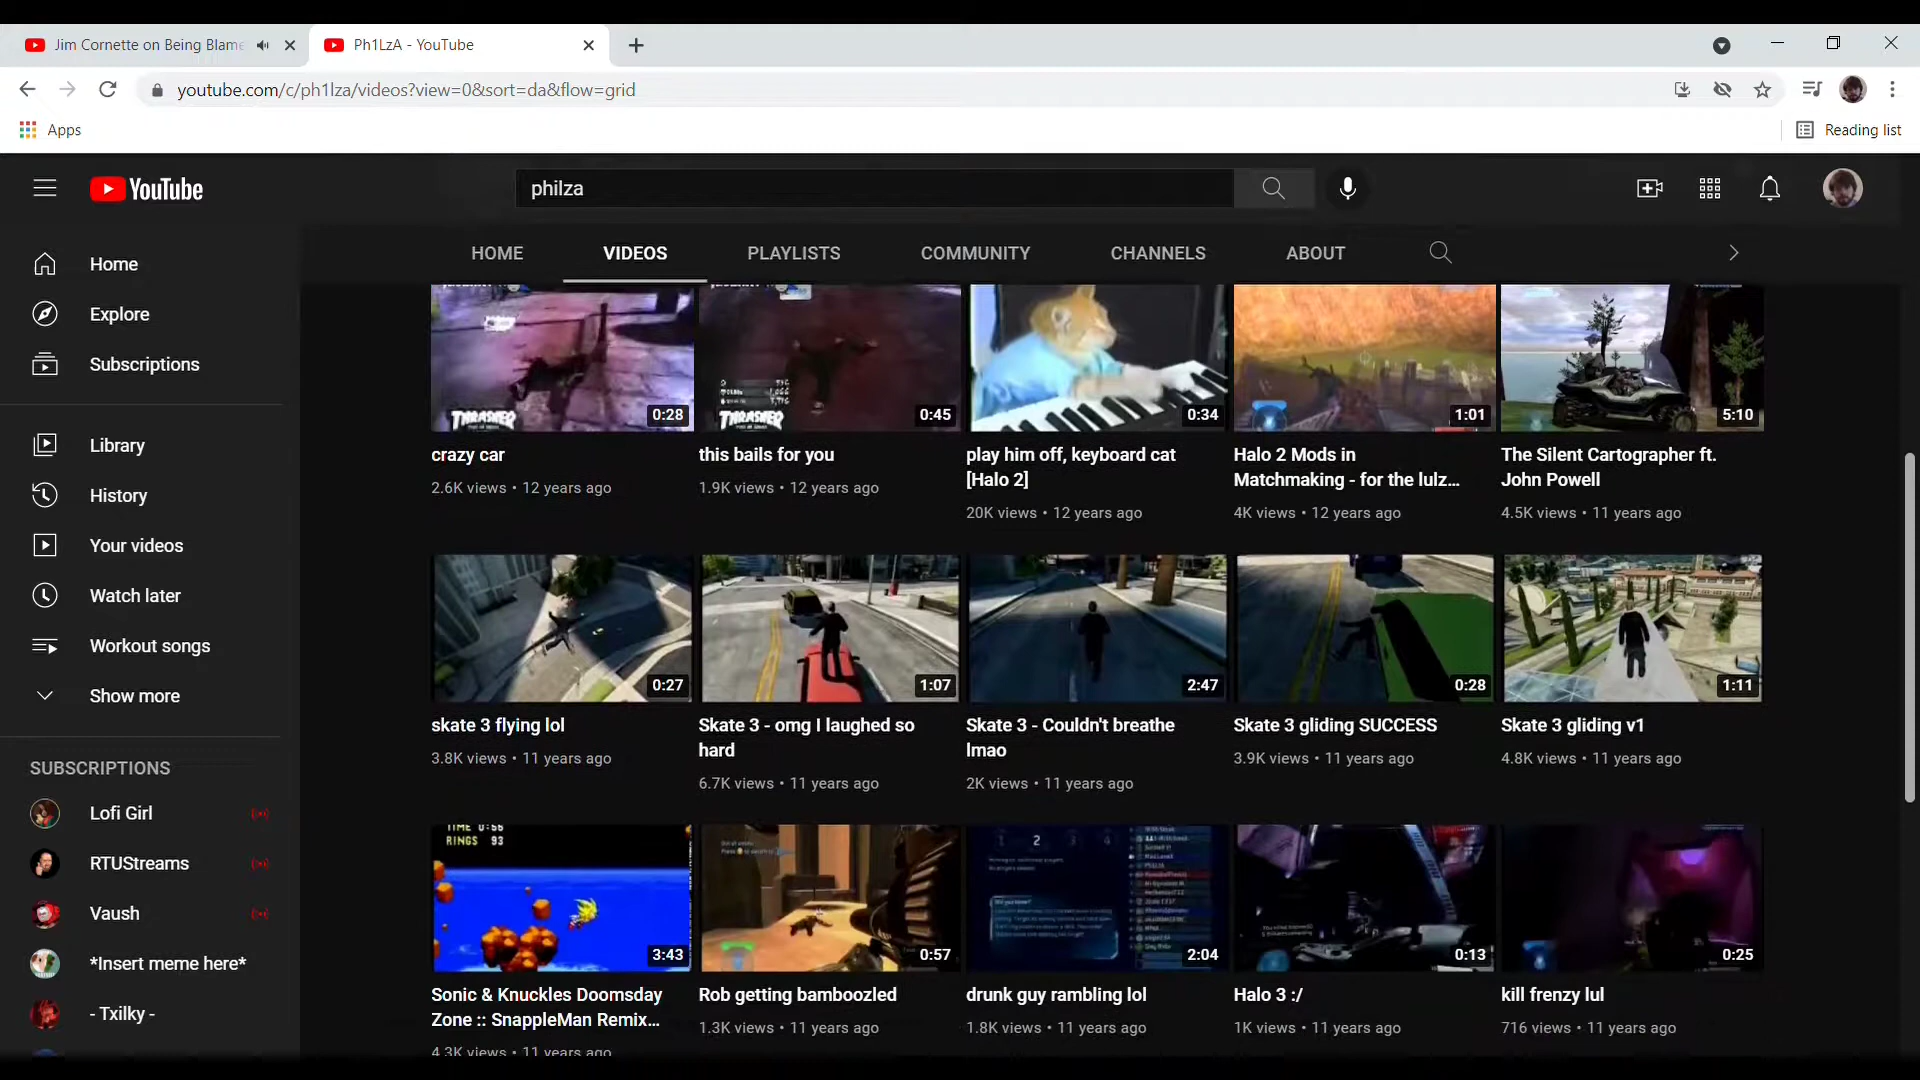 Jim Cornette on Being Blame
Ph1LzA - YouTube
youtube.com/c/ph1lza/videos?view=0&sort=da&flow=grid
Apps
Reading list
YouTube
philza
HOME
VIDEOS
PLAYLISTS
COMMUNITY
CHANNELS
ABOUT
Home
Explore
Subscriptions
Library
History
Your videos
Watch later
Workout songs
Show more
SUBSCRIPTIONS
Lofi Girl
RTUStreams
Vaush
*Insert meme here*
- Txilky -
THRASHER
0:28
crazy car
2.6K views • 12 years ago
THRASHER
0:45
this bails for you
1.9K views • 12 years ago
0:34
play him off, keyboard cat
[Halo 2]
20K views • 12 years ago
1:01
Halo 2 Mods in
Matchmaking - for the lulz...
4K views • 12 years ago
5:10
The Silent Cartographer ft.
John Powell
4.5K views • 11 years ago
0:27
skate 3 flying lol
3.8K views • 11 years ago
1:07
Skate 3 - omg I laughed so
hard
6.7K views • 11 years ago
2:47
Skate 3 - Couldn't breathe
lmao
2K views • 11 years ago
0:28
Skate 3 gliding SUCCESS
3.9K views • 11 years ago
1:11
Skate 3 gliding v1
4.8K views • 11 years ago
TIME 0:56
RINGS 93
3:43
Sonic & Knuckles Doomsday
Zone :: SnappleMan Remix...
4.3K views • 11 years ago
0:57
Rob getting bamboozled
1.3K views • 11 years ago
2
2:04
drunk guy rambling lol
1.8K views • 11 years ago
0:13
Halo 3 :/
1K views • 11 years ago
0:25
kill frenzy lul
716 views • 11 years ago